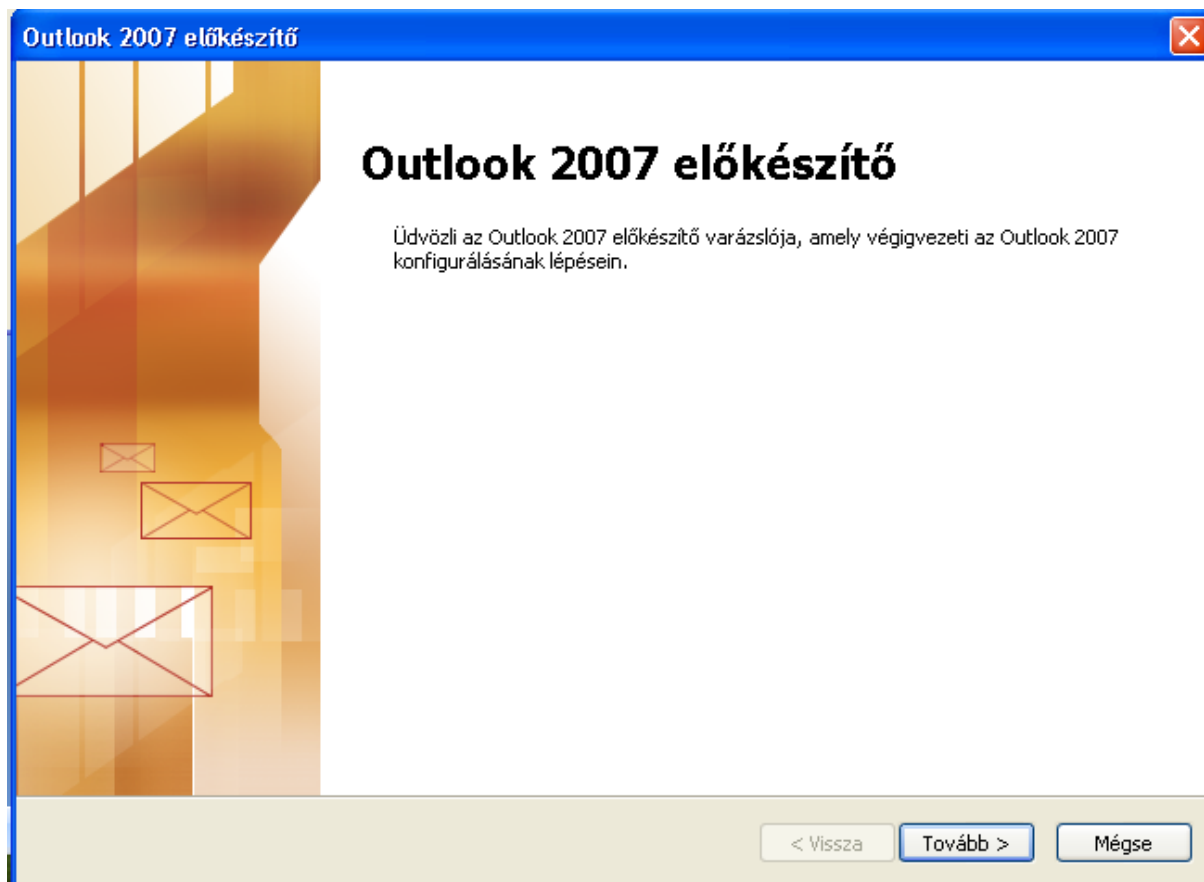 Outlook 2007 előkészítő
Outlook 2007 előkészítő
Üdvözli az Outlook 2007 előkészítő varázslója, amely végigvezeti az Outlook 2007
konfigurálásának lépésein.
< Vissza
Tovább >
Mégse